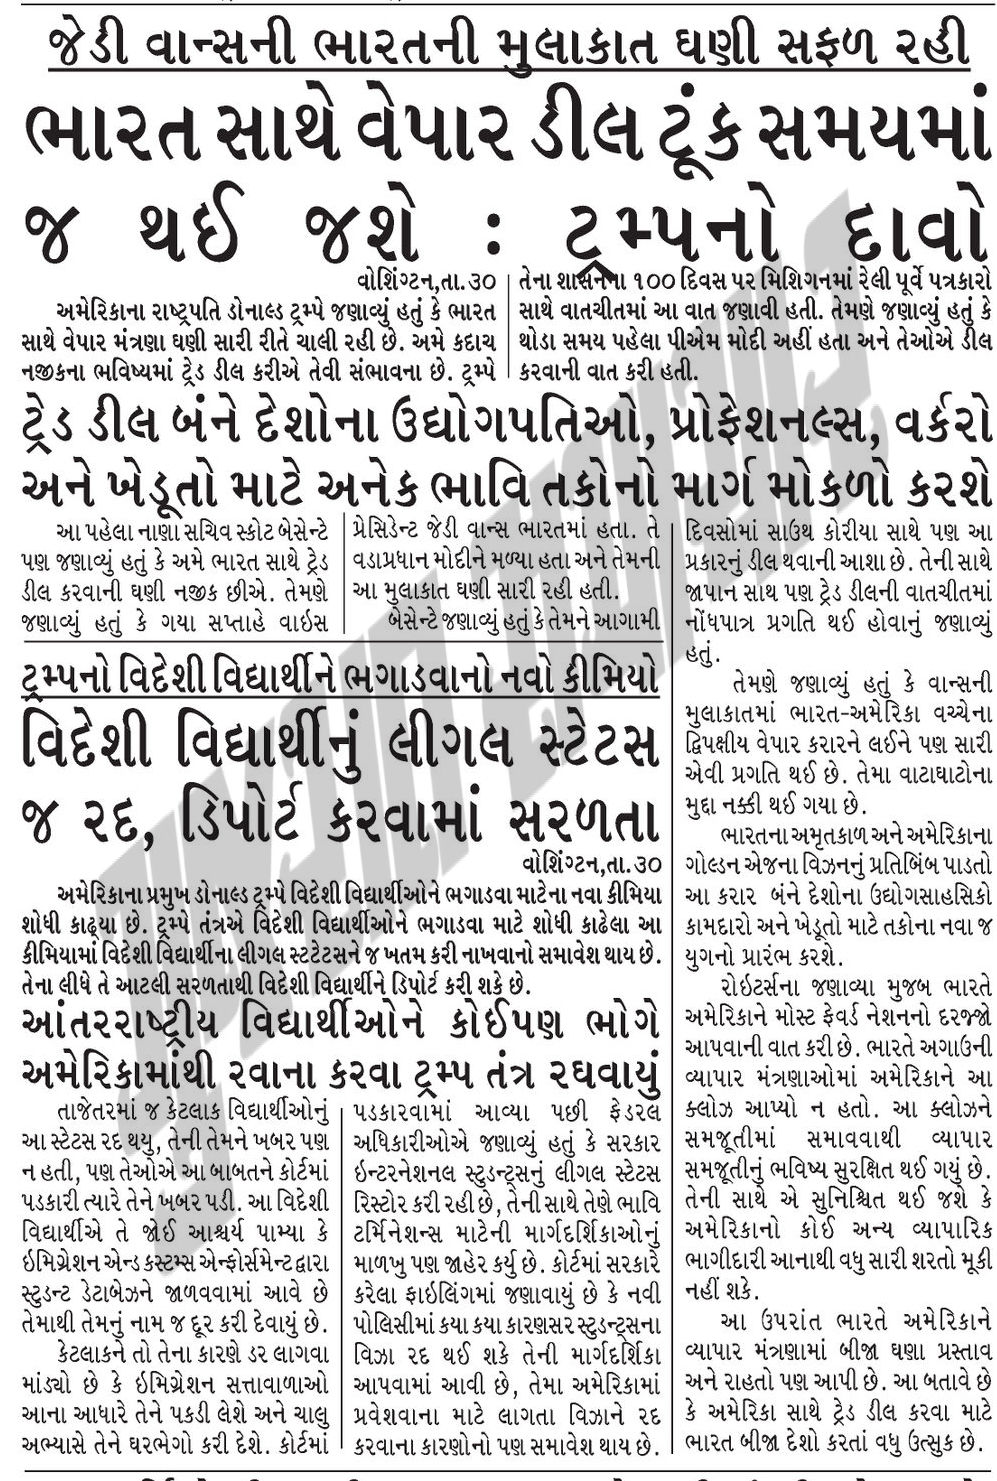 જેડી વાન્સની ભારતની મુલાકાત ઘણી સફળ રહી
ભારત સાથે વેપાર ડીલ ટૂંક સમયમાં
જ થઈ જશે : ટ્રમ્પનો દાવો
વોશિંગ્ટન,તા.૩૦
અમેરિકાના રાષ્ટ્રપતિ ડોનાલ્ડ ટ્રમ્પે જણાવ્યું હતું કે ભારત
સાથે વેપાર મંત્રણા ઘણી સારી રીતે ચાલી રહી છે. અમે કદાચ
નજીકના ભવિષ્યમાં ટ્રેડ ડીલ કરીએ તેવી સંભાવના છે. ટ્રમ્પે
તેના શાસનના ૧૦૦ દિવસ પર મિશિગનમાં રેલી પૂર્વે પત્રકારો
સાથે વાતચીતમાં આ વાત જણાવી હતી. તેમણે જણાવ્યું હતું કે
થોડા સમય પહેલા પીએમ મોદી અહીં હતા અને તેઓએ ડીલ
કરવાની વાત કરી હતી.
ટ્રેડ ડીલ બંને દેશોના ઉદ્યોગપતિઓ, પ્રોફેશનલ્સ, વર્કરો
અને ખેડૂતો માટે અનેક ભાવિ તકોનો માર્ગ મોકળો કરશે
આ પહેલા નાણા સચિવ સ્કોટ બેસેન્ટે
પણ જણાવ્યું હતું કે અમે ભારત સાથે ટ્રેડ
ડીલ કરવાની ઘણી નજીક છીએ. તેમણે
જણાવ્યું હતું કે ગયા સપ્તાહે વાઇસ
પ્રેસિડેન્ટ જેડી વાન્સ ભારતમાં હતા. તે
વડાપ્રધાન મોદીને મળ્યા હતા અને તેમની
આ મુલાકાત ઘણી સારી રહી હતી.
બેસેન્ટે જણાવ્યું હતું કે તેમને આગામી
દિવસોમાં સાઉથ કોરીયા સાથે પણ આ
પ્રકારનું ડીલ થવાની આશા છે. તેની સાથે
જાપાન સાથ પણ ટ્રેડ ડીલની વાતચીતમાં
નોંધપાત્ર પ્રગતિ થઈ હોવાનું જણાવ્યું
હતું.
તેમણે જણાવ્યું હતું કે વાન્સની
મુલાકાતમાં ભારત-અમેરિકા વચ્ચેના
દ્વિપક્ષીય વેપાર કરારને લઈને પણ સારી
એવી પ્રગતિ થઈ છે. તેમા વાટાઘાટોના
મુદ્દા નક્કી થઈ ગયા છે.
ભારતના અમૃતકાળ અને અમેરિકાના
ગોલ્ડન એજના વિઝનનું પ્રતિબિંબ પાડતો
આ કરાર બંને દેશોના ઉદ્યોગસાહસિકો
કામદારો અને ખેડૂતો માટે તકોના નવા જ
યુગનો પ્રારંભ કરશે.
રોઇટર્સના જણાવ્યા મુજબ ભારતે
અમેરિકાને મોસ્ટ ફેવર્ડ નેશનનો દરજ્જો
આપવાની વાત કરી છે. ભારતે અગાઉની
વ્યાપાર મંત્રણાઓમાં અમેરિકાને આ
ક્લોઝ આપ્યો ન હતો. આ ક્લોઝને
સમજૂતીમાં સમાવવાથી વ્યાપાર
સમજૂતીનું ભવિષ્ય સુરક્ષિત થઈ ગયું છે.
તેની સાથે એ સુનિશ્ચિત થઈ જશે કે
અમેરિકાનો કોઈ અન્ય વ્યાપારિક
ભાગીદારી આનાથી વધુ સારી શરતો મૂકી
નહીં શકે.
આ ઉપરાંત ભારતે અમેરિકાને
વ્યાપાર મંત્રણામાં બીજા ઘણા પ્રસ્તાવ
અને રાહતો પણ આપી છે. આ બતાવે છે
કે અમેરિકા સાથે ટ્રેડ ડીલ કરવા માટે
ભારત બીજા દેશો કરતાં વધુ ઉત્સુક છે.
ટ્રમ્પનો વિદેશી વિદ્યાર્થીને ભગાડવાનો નવો કીમિયો
વિદેશી વિદ્યાર્થીનું લીગલ સ્ટેટસ
જ રદ, ડિપોર્ટ કરવામાં સરળતા
વોશિંગ્ટન,તા.૩૦
અમેરિકાના પ્રમુખ ડોનાલ્ડ ટ્રમ્પે વિદેશી વિદ્યાર્થીઓને ભગાડવા માટેના નવા કીમિયા
શોધી કાઢ્યા છે. ટ્રમ્પે તંત્રએ વિદેશી વિદ્યાર્થીઓને ભગાડવા માટે શોધી કાઢેલા આ
કીમિયામાં વિદેશી વિદ્યાર્થીના લીગલ સ્ટટેટસને જ ખતમ કરી નાખવાનો સમાવેશ થાય છે.
તેના લીધે તે આટલી સરળતાથી વિદેશી વિદ્યાર્થીને ડિપોર્ટ કરી શકે છે.
આંતરરાષ્ટ્રીય વિદ્યાર્થીઓને કોઈપણ ભોગે
અમેરિકામાંથી રવાના કરવા ટ્રમ્પ તંત્ર રઘવાયું
તાજેતરમાં જ કેટલાક વિદ્યાર્થીઓનું
આ સ્ટેટસ રદ થયુ, તેની તેમને ખબર પણ
ન હતી, પણ તેઓએ આ બાબતને કોર્ટમાં
પડકારી ત્યારે તેને ખબર પડી. આ વિદેશી
વિદ્યાર્થીએ તે જોઈ આશ્ચર્ય પામ્યા કે
ઇમિગ્રેશન એન્ડ કસ્ટમ્સ એન્ફોર્સમેન્ટ દ્વારા
સ્ટુડન્ટ ડેટાબેઝને જાળવવામાં આવે છે
તેમાથી તેમનું નામ જ દૂર કરી દેવાયું છે.
કેટલાકને તો તેના કારણે ડર લાગવા
માંડ્યો છે કે ઇમિગ્રેશન સત્તાવાળાઓ
આના આધારે તેને પકડી લેશે અને ચાલુ
અભ્યાસે તેને ઘરભેગો કરી દેશે. કોર્ટમાં
પડકારવામાં આવ્યા પછી ફેડરલ
અધિકારીઓએ જણાવ્યું હતું કે સરકાર
ઇન્ટરનેશનલ સ્ટુડન્ટ્સનું લીગલ સ્ટેટસ
રિસ્ટોર કરી રહી છે, તેની સાથે તેણે ભાવિ
ટર્મિનેશન્સ માટેની માર્ગદર્શિકાઓનું
માળખુ પણ જાહેર કર્યુ છે. કોર્ટમાં સરકારે
કરેલા ફાઇલિંગમાં જણાવાયું છે કે નવી
પોલિસીમાં કયા કયા કારણસર સ્ટુડન્ટ્સના
વિઝા રદ થઈ શકે તેની માર્ગદર્શિકા
આપવામાં આવી છે, તેમા અમેરિકામાં
પ્રવેશવાના માટે લાગતા વિઝાને રદ
કરવાના કારણોનો પણ સમાવેશ થાય છે.